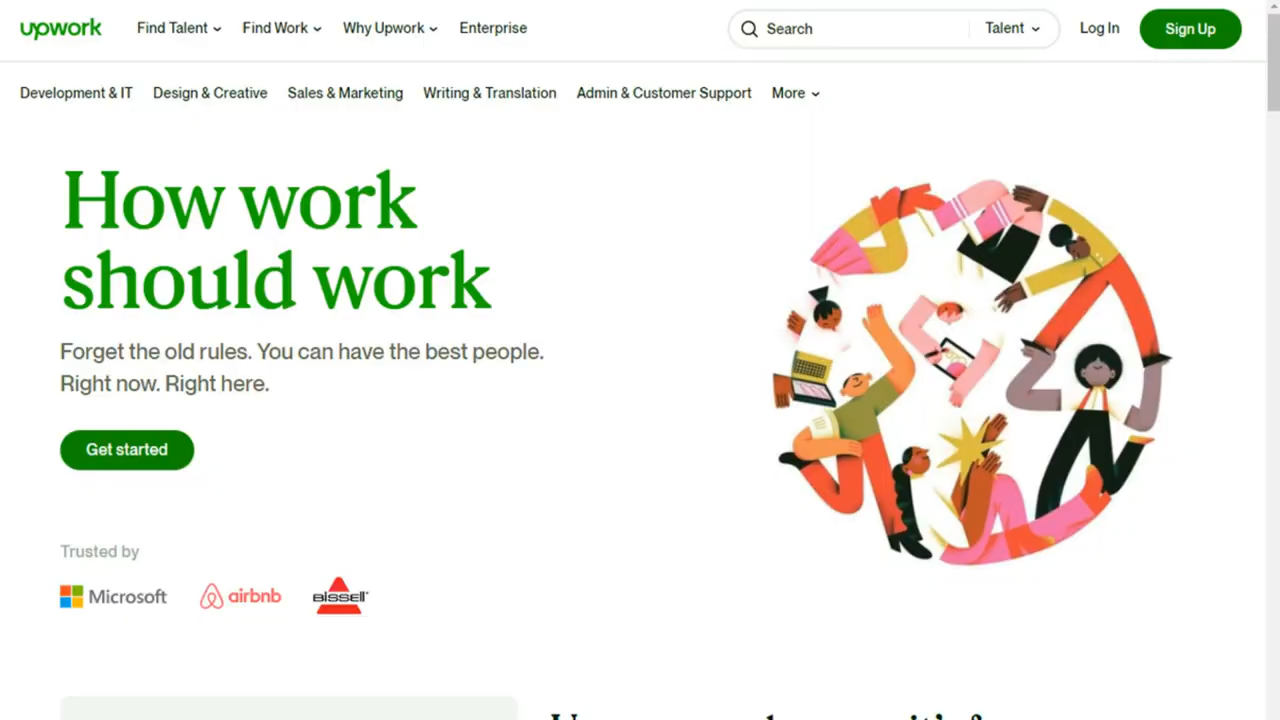 upwork Find Talent Find Work Why Upwork Enterprise Search Talent Log In Sign Up
Development & IT Design & Creative Sales & Marketing Writing & Translation Admin & Customer Support More
How work
should work
Forget the old rules. You can have the best people.
Right now. Right here.
Get started
Trusted by
Microsoft airbnb BISSELL